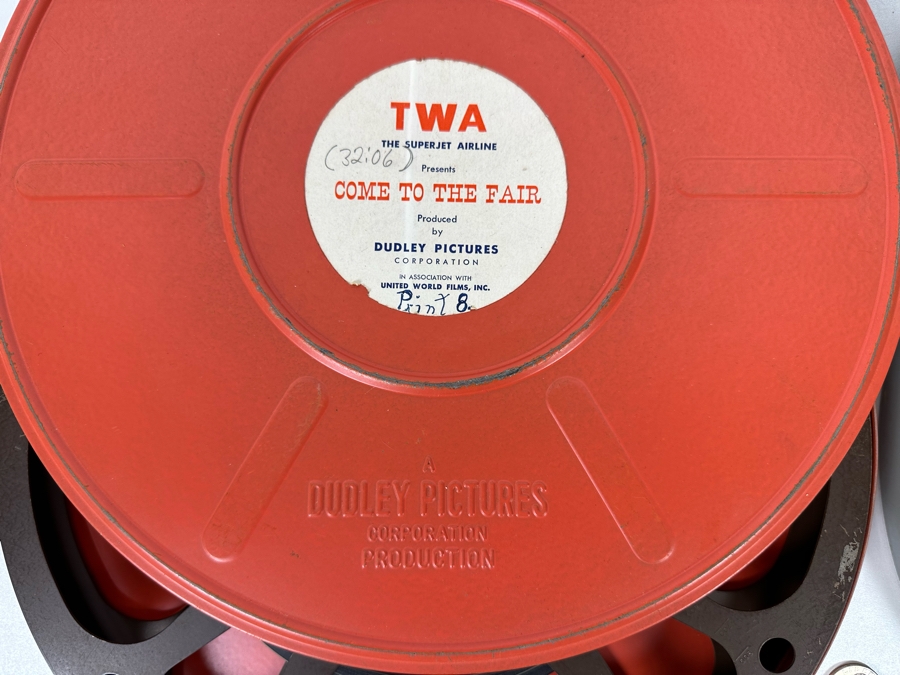 TWA
THE SUPERJET AIRLINE
(32:06)
Presents
COME TO THE FAIR
Produced
by
DUDLEY PICTURES
CORPORATION
IN ASSOCIATION WITH
UNITED WORLD FILMS, INC.
Print 8
A
DUDLEY PICTURES
CORPORATION
PRODUCTION